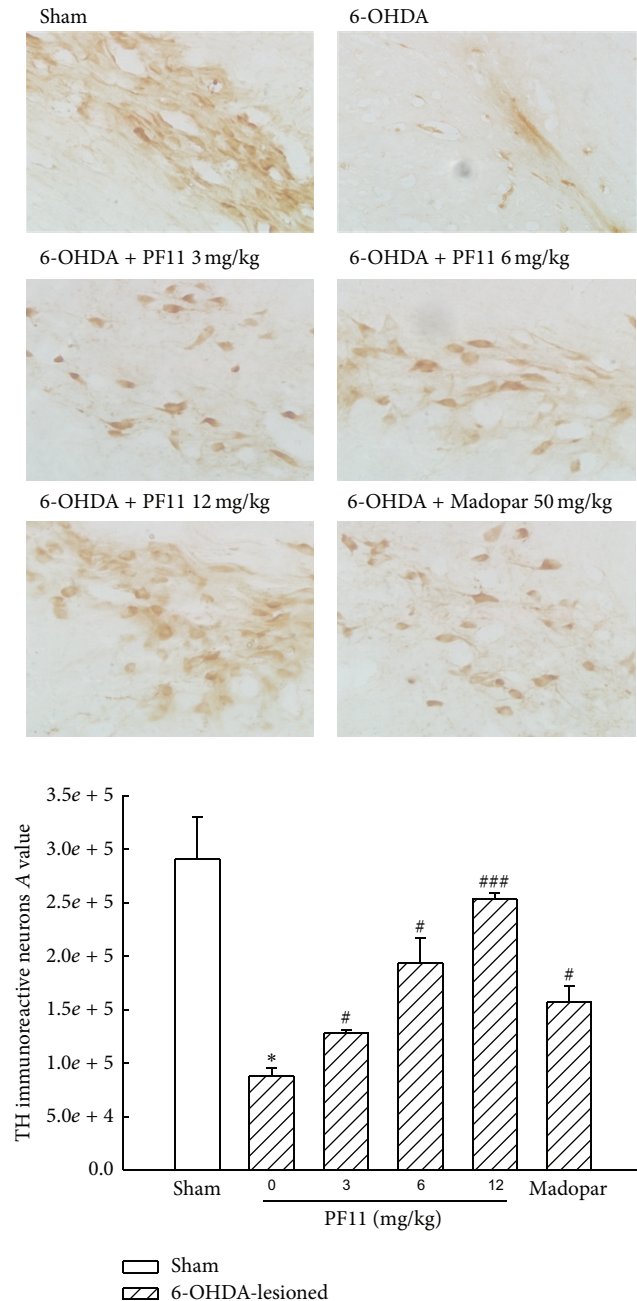 Sham 6-OHDA
6-OHDA + PF11 3 mg/kg 6-OHDA + PF11 6 mg/kg
6-OHDA + PF11 12 mg/kg 6-OHDA + Madopar 50 mg/kg
TH immunoreactive neurons A value
3.5e + 5
3.0e + 5
2.5e + 5
2.0e + 5
1.5e + 5
1.0e + 5
5.0e + 4
0.0
* # # ### #
Sham 0 3 6 12 Madopar
PF11 (mg/kg)
Sham
6-OHDA-lesioned